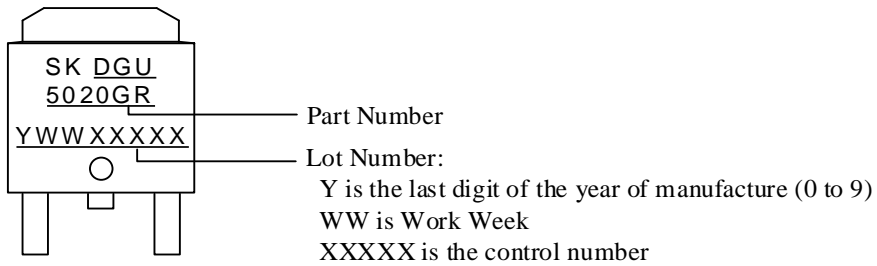 SK DGU
5020GR
YWWXXXXX
Part Number
Lot Number:
Y is the last digit of the year of manufacture (0 to 9)
WW is Work Week
XXXXX is the control number